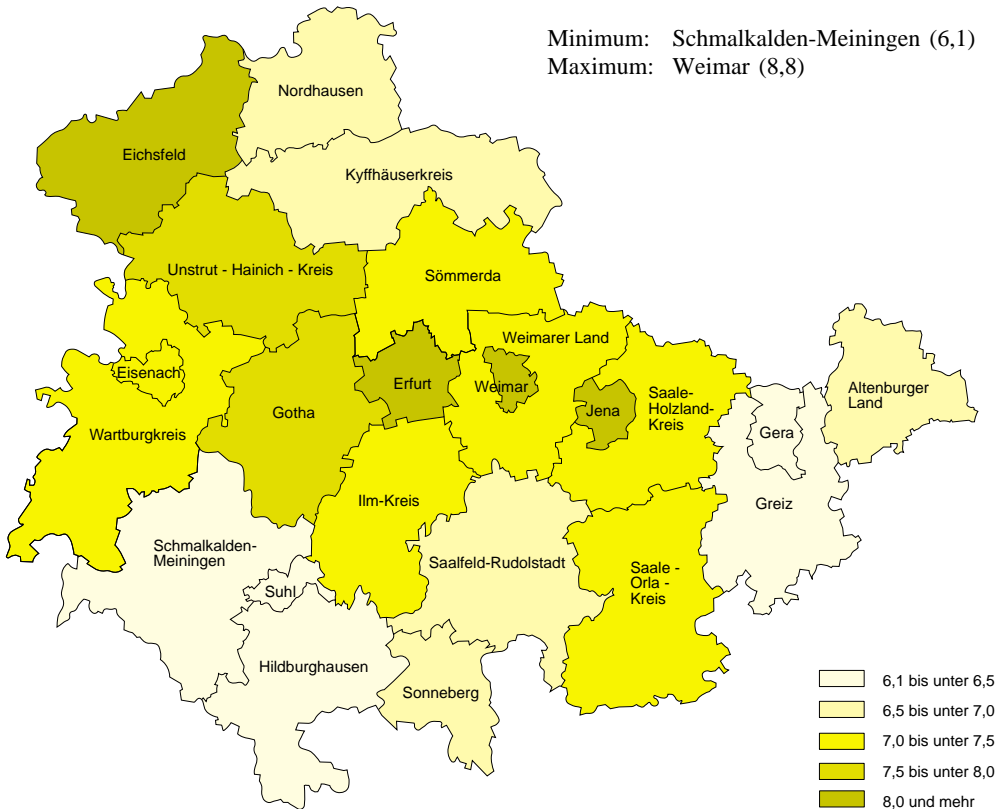 Minimum: Schmalkalden-Meiningen (6,1)
Maximum: Weimar (8,8)
Nordhausen
Eichsfeld
Kyffhäuserkreis
Unstrut - Hainich - Kreis
Sömmerda
Weimarer Land
Eisenach
Erfurt
Weimar
Gotha
Jena
Saale-
Holzland-
Kreis
Altenburger
Land
Wartburgkreis
Gera
Ilm-Kreis
Greiz
Schmalkalden-
Meiningen
Saalfeld-Rudolstadt
Saale -
Orla -
Kreis
Suhl
Hildburghausen
Sonneberg
6,1 bis unter 6,5
6,5 bis unter 7,0
7,0 bis unter 7,5
7,5 bis unter 8,0
8,0 und mehr